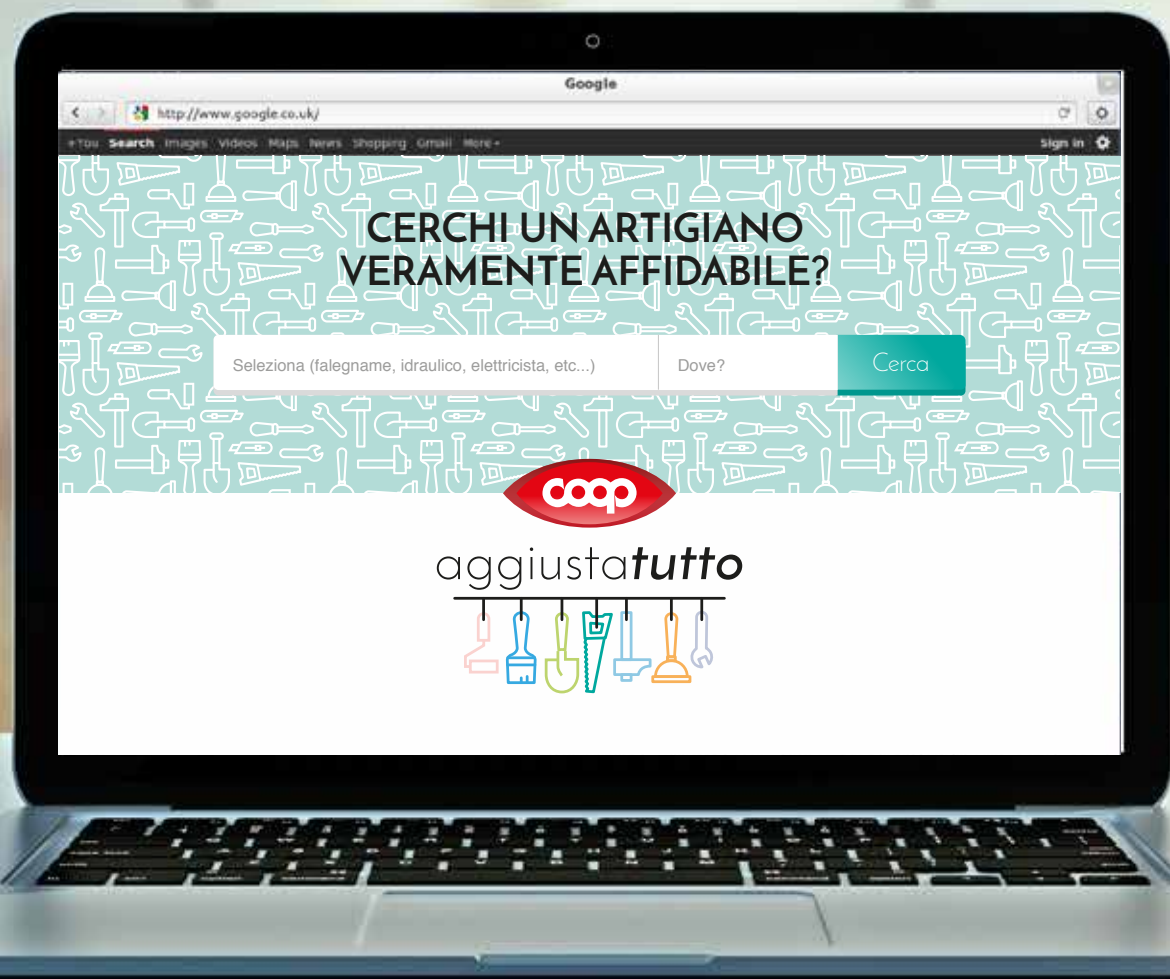 Google
http://www.google.co.uk/
+You Search Images Videos Maps News Shopping Gmail More
Sign in
CERCHI UN ARTIGIANO
VERAMENTE AFFIDABILE?
Seleziona (falegname, idraulico, elettricista, etc...) Dove? Cerca
coop
aggiustatutto